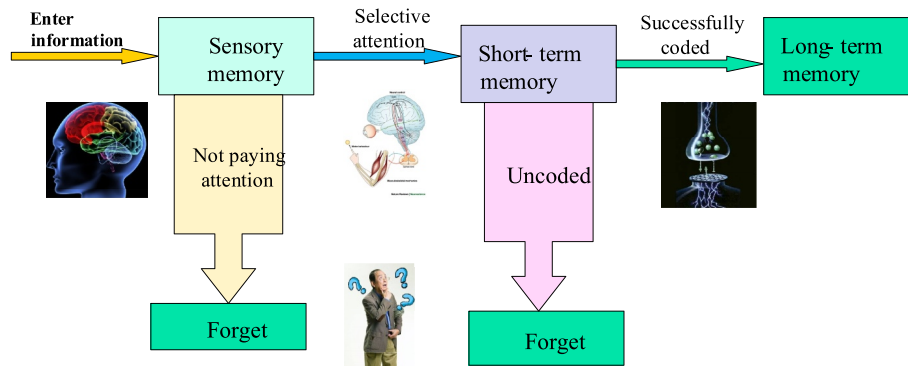 Enter
information
Sensory
memory
Selective
attention
Short- term
memory
Successfully
coded
Long- term
memory
Not paying
attention
Uncoded
Forget
Forget